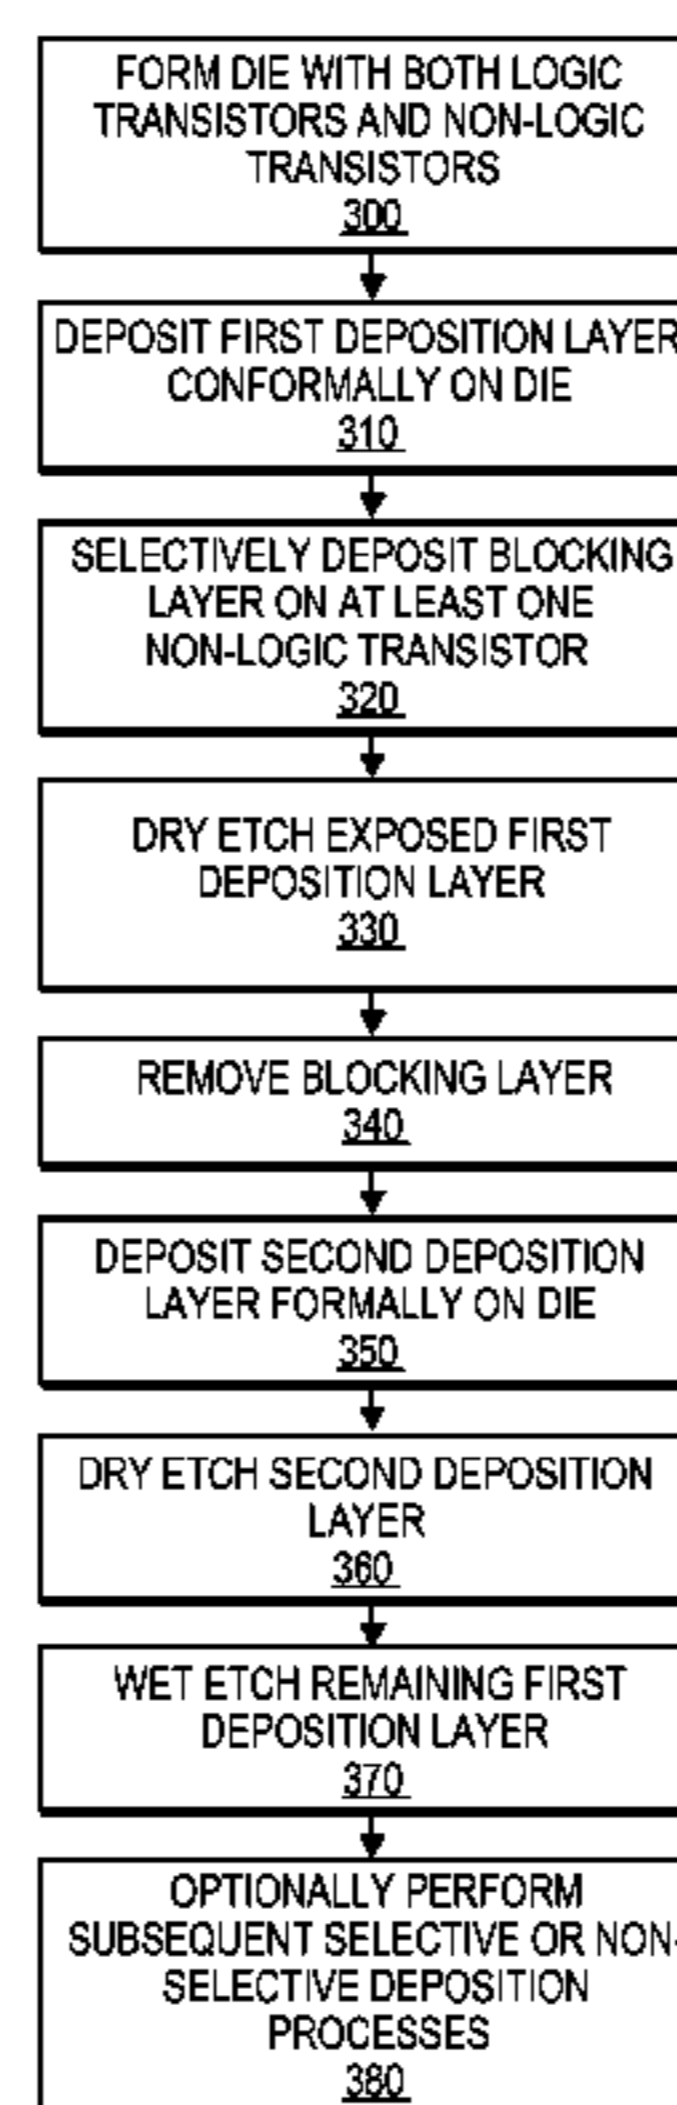 FORM DIE WITH BOTH LOGIC
TRANSISTORS AND NON-LOGIC
TRANSISTORS
300
DEPOSIT FIRST DEPOSITION LAYER
CONFORMALLY ON DIE
310
SELECTIVELY DEPOSIT BLOCKING
LAYER ON AT LEAST ONE
NON-LOGIC TRANSISTOR
320
DRY ETCH EXPOSED FIRST
DEPOSITION LAYER
330
REMOVE BLOCKING LAYER
340
DEPOSIT SECOND DEPOSITION
LAYER FORMALLY ON DIE
350
DRY ETCH SECOND DEPOSITION
LAYER
360
WET ETCH REMAINING FIRST
DEPOSITION LAYER
370
OPTIONALLY PERFORM
SUBSEQUENT SELECTIVE OR NON-
SELECTIVE DEPOSITION
PROCESSES
380